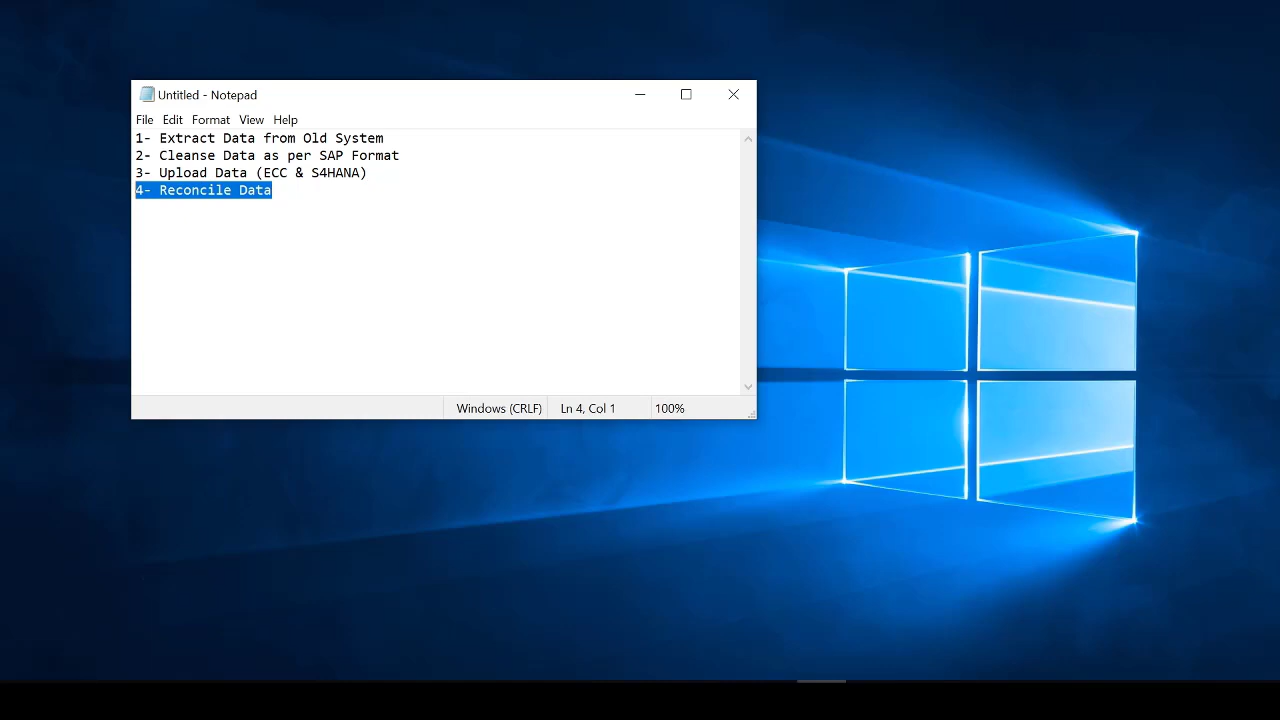 Untitled - Notepad
File Edit Format View Help
1- Extract Data from Old System
2- Cleanse Data as per SAP Format
3- Upload Data (ECC & S4HANA)
4- Reconcile Data
Windows (CRLF) Ln 4, Col 1 100%